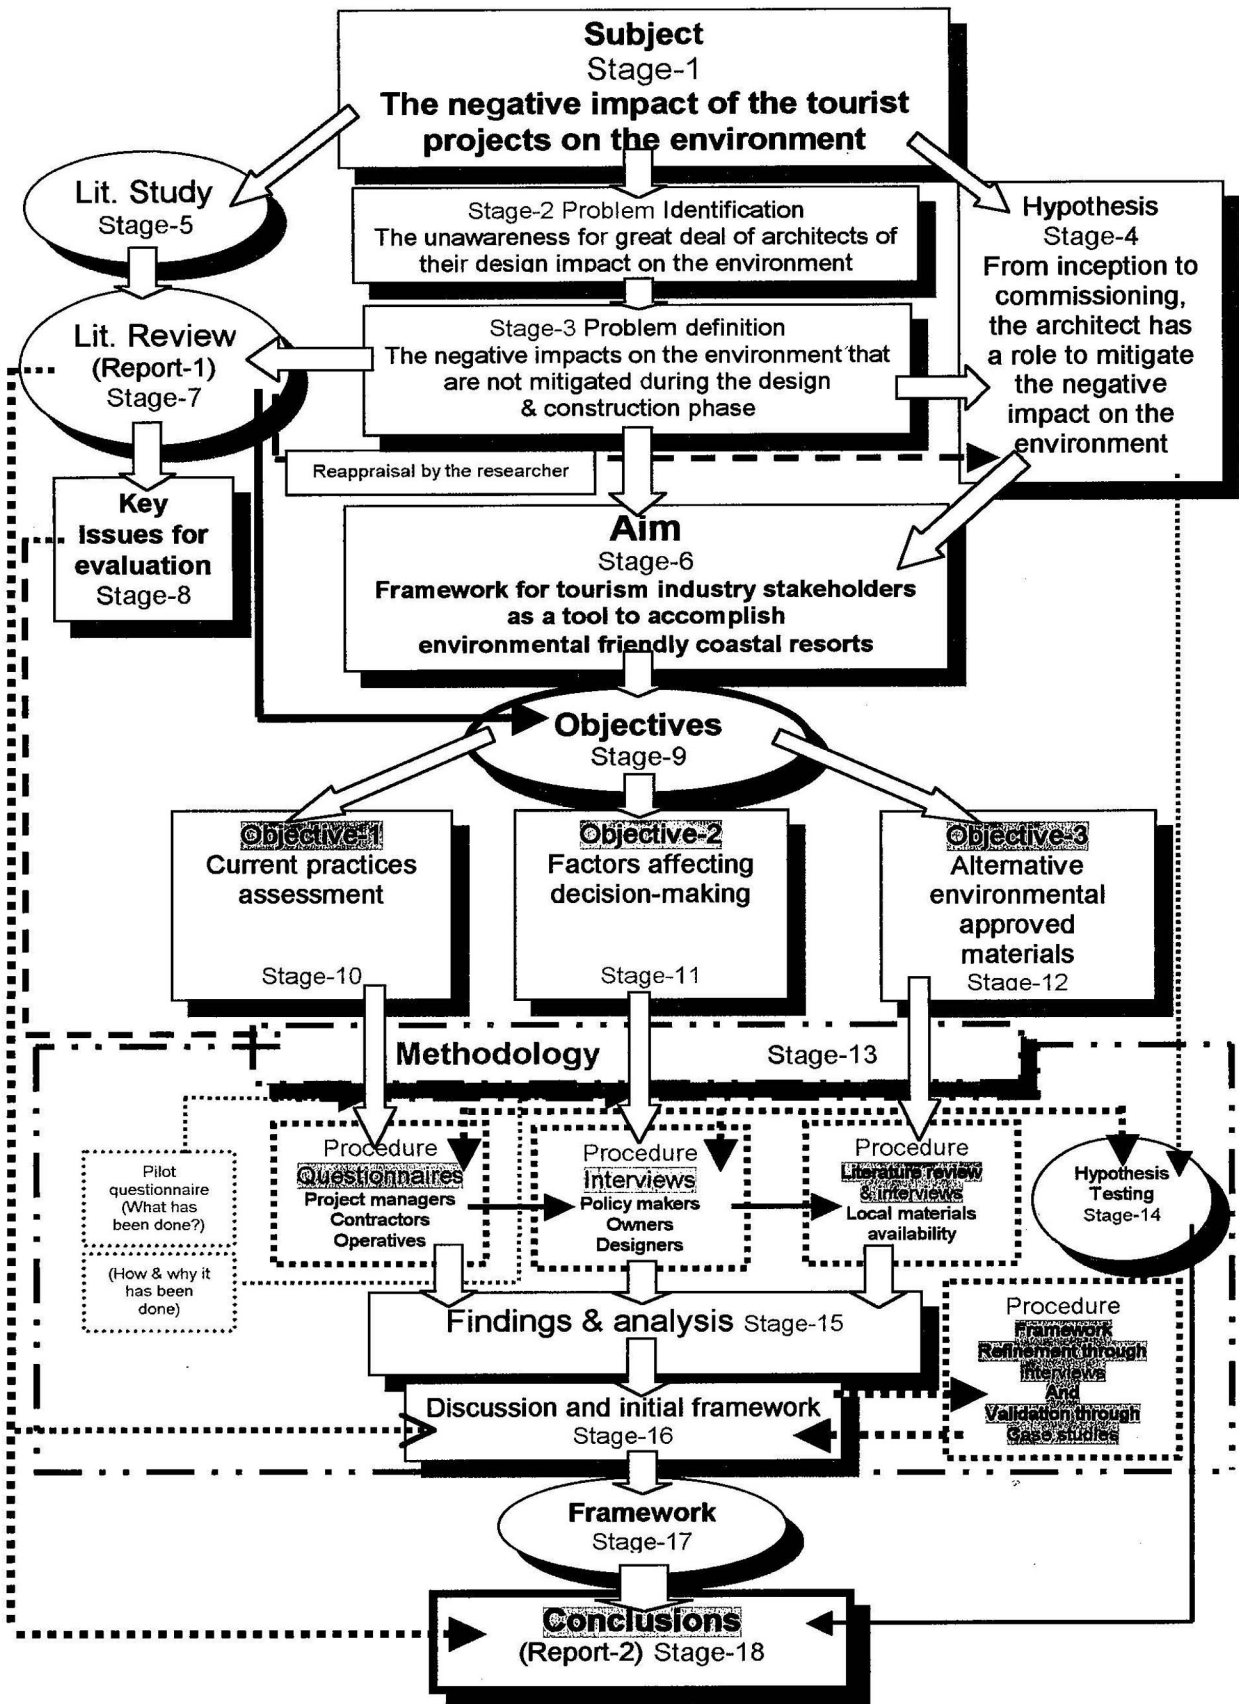 Subject
Stage-1
The negative impact of the tourist
projects on the environment
Lit. Study
Stage-5
Stage-2 Problem Identification
The unawareness for great deal of architects of
their design impact on the environment
Hypothesis
Stage-4
From inception to
commissioning,
the architect has
a role to mitigate
the negative
impact on the
environment
Lit. Review
(Report-1)
Stage-7
Stage-3 Problem definition
The negative impacts on the environment that
are not mitigated during the design
& construction phase
Reappraisal by the researcher
Key
Issues for
evaluation
Stage-8
Aim
Stage-6
Framework for tourism industry stakeholders
as a tool to accomplish
environmental friendly coastal resorts
Objectives
Stage-9
Objective-1
Current practices
assessment
Stage-10
Objective-2
Factors affecting
decision-making
Stage-11
Objective-3
Alternative
environmental
approved
materials
Stage-12
Methodology Stage-13
Pilot
questionnaire
(What has
been done?)
(How & why it
has been
done)
Procedure
Questionnaires
Project managers
Contractors
Operatives
Procedure
Interviews
Policy makers
Owners
Designers
Procedure
Literature review
& interviews
Local materials
availability
Hypothesis
Testing
Stage-14
Findings & analysis Stage-15
Procedure
Framework
Refinement through
interviews
And
Validation through
Case studies
Discussion and initial framework
Stage-16
Framework
Stage-17
Conclusions
(Report-2) Stage-18